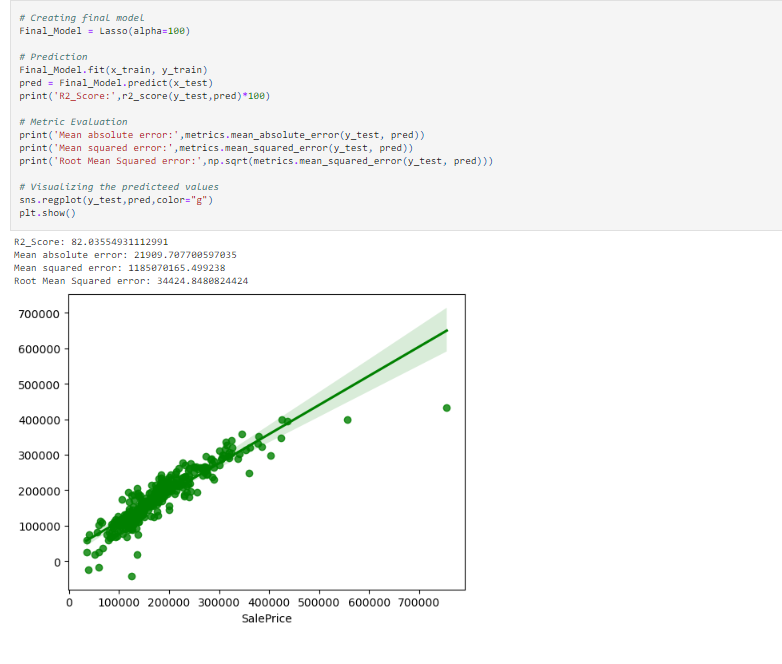 # Creating final model
Final_Model = Lasso(alpha=100)
# Prediction
Final_Model.fit(x_train, y_train)
pred = Final_Model.predict(x_test)
print('R2_Score:',r2_score(y_test,pred)*100)
# Metric Evaluation
print('Mean absolute error:',metrics.mean_absolute_error(y_test, pred))
print('Mean squared error:',metrics.mean_squared_error(y_test, pred))
print('Root Mean Squared error:',np.sqrt(metrics.mean_squared_error(y_test, pred)))
# Visualizing the predicteed values
sns.regplot(y_test,pred,color="g")
plt.show()
R2_Score: 82.03554931112991
Mean absolute error: 21909.707700597035
Mean squared error: 1185070165.499238
Root Mean Squared error: 34424.8480824424
700000
600000
500000
400000
300000
200000
100000
0
0 100000 200000 300000 400000 500000 600000 700000
SalePrice